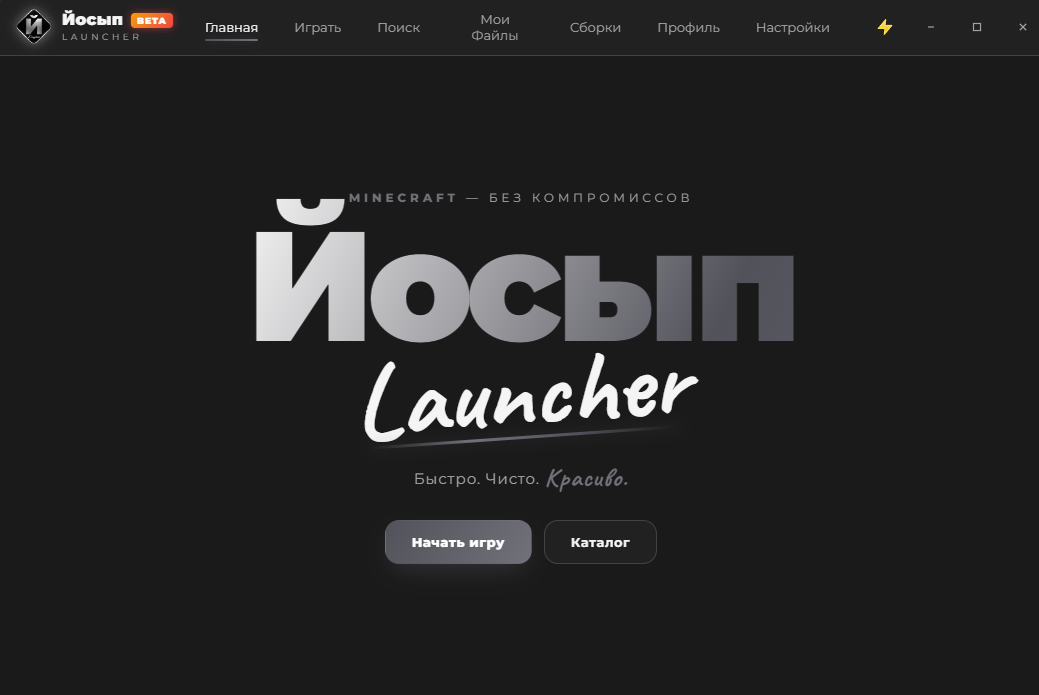 Йосып BETA
LAUNCHER
Главная
Играть
Поиск
Мои
Файлы
Сборки
Профиль
Настройки
MINECRAFT — БЕЗ КОМПРОМИССОВ
Йосып
Launcher
Быстро. Чисто. Красиво.
Начать игру
Каталог